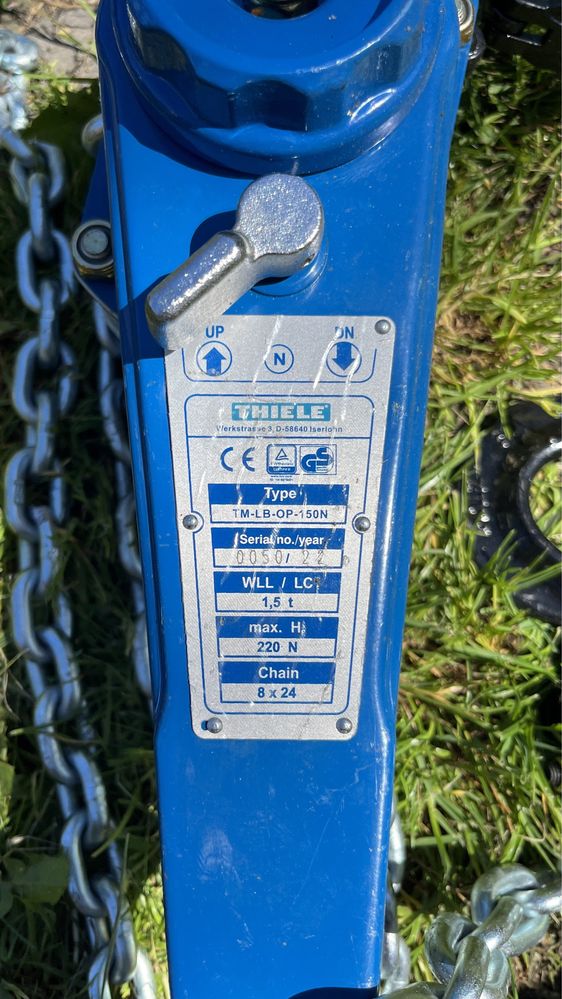 UP DN
N
THIELE
Werkstrasse 3, D-58640 Iserlohn
CE GS
Type
TM-LB-OP-150N
Serial no./year
0050/ 22
WLL / LC
1,5 t
max. H
220 N
Chain
8 x 24